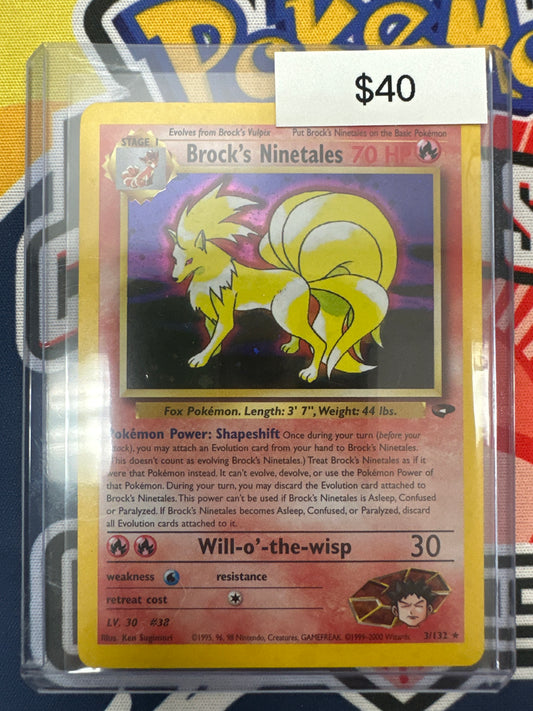 POKéMON
$40
Evolves from Brock's Vulpix Put Brock's Ninetales on the Basic Pokémon
STAGE 1
Brock's Ninetales 70 HP
Fox Pokémon. Length: 3' 7", Weight: 44 lbs.
Pokémon Power: Shapeshift Once during your turn (before your
attack), you may attach an Evolution card from your hand to Brock's Ninetales.
(This doesn't count as evolving Brock's Ninetales.) Treat Brock's Ninetales as if it
were that Pokémon instead. It can't evolve, devolve, or use the Pokémon Power of
that Pokémon. During your turn, you may discard the Evolution card attached to
Brock's Ninetales. This power can't be used if Brock's Ninetales is Asleep, Confused
or Paralyzed. If Brock's Ninetales becomes Asleep, Confused, or Paralyzed, discard
all Evolution cards attached to it.
Will-o'-the-wisp 30
weakness resistance
retreat cost
LV. 30 #38
Illus. Ken Sugimori ©1995, 96, 98 Nintendo, Creatures, GAMEFREAK. ©1999-2000 Wizards. 3/132 ★